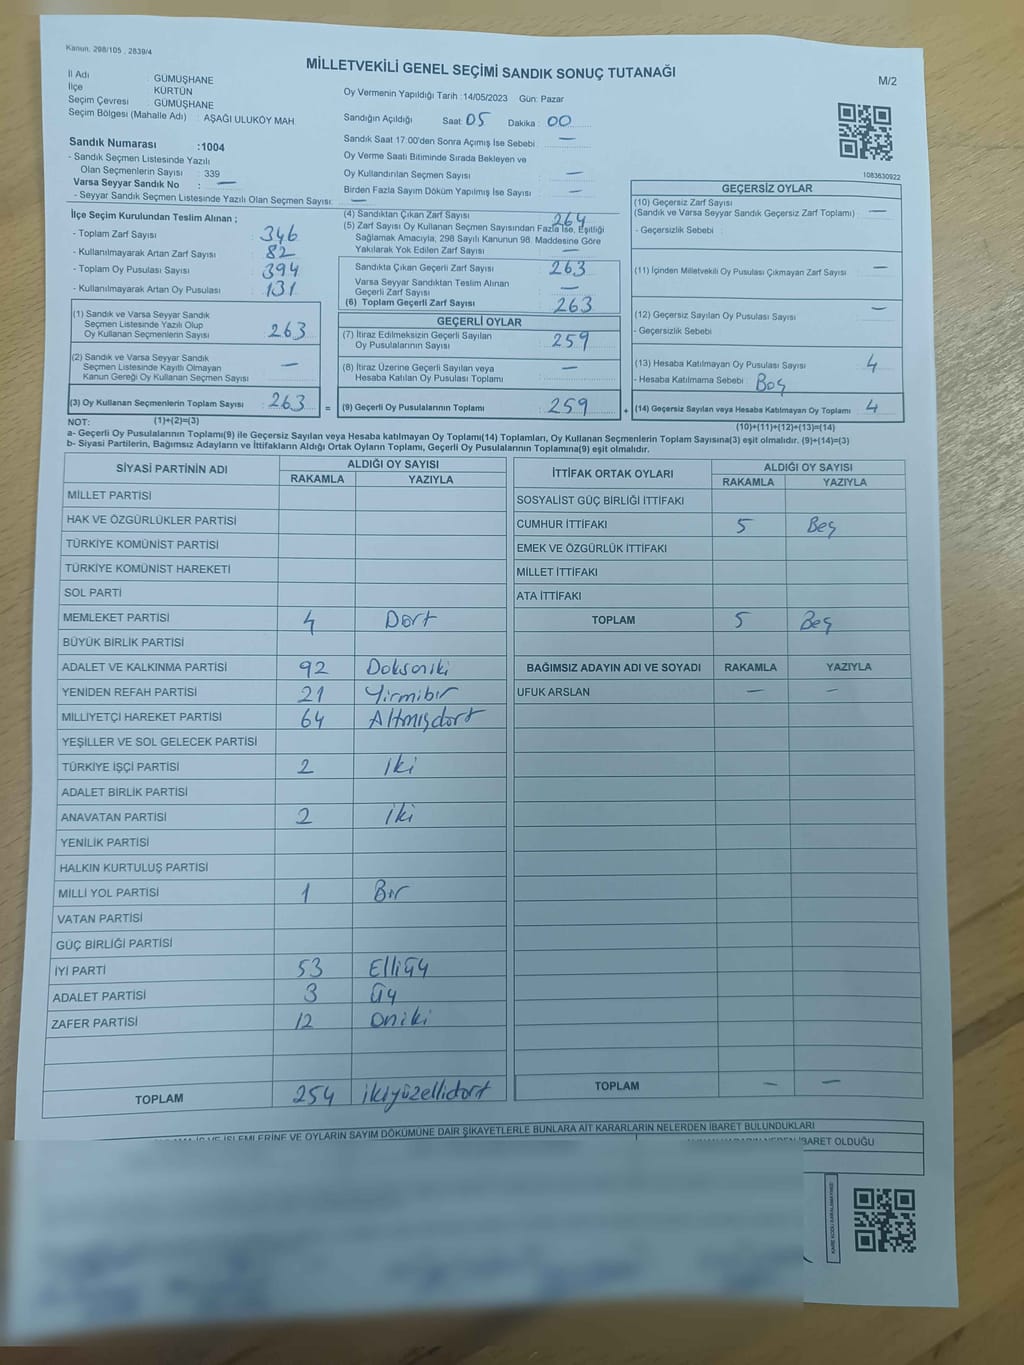 Kanun. 298/105 , 2839/4
MİLLETVEKİLİ GENEL SEÇİMİ SANDIK SONUÇ TUTANAĞI
M/2
İl Adı : GÜMÜŞHANE
İlçe : KÜRTÜN
Seçim Çevresi : GÜMÜŞHANE
Seçim Bölgesi (Mahalle Adı) : AŞAĞI ULUKÖY MAH.
Sandık Numarası :1004
- Sandık Seçmen Listesinde Yazılı
Olan Seçmenlerin Sayısı : 339
Varsa Seyyar Sandık No : —
- Seyyar Sandık Seçmen Listesinde Yazılı Olan Seçmen Sayısı: —
Oy Vermenin Yapıldığı Tarih :14/05/2023 Gün: Pazar
Sandığın Açıldığı Saat: 05 Dakika : 00
Sandık Saat 17:00'den Sonra Açımış İse Sebebi : —
Oy Verme Saati Bitiminde Sırada Bekleyen ve
Oy Kullandırılan Seçmen Sayısı : —
Birden Fazla Sayım Döküm Yapılmış İse Sayısı : —
1083630922
İlçe Seçim Kurulundan Teslim Alınan ;
- Toplam Zarf Sayısı : 346
- Kullanılmayarak Artan Zarf Sayısı : 82
- Toplam Oy Pusulası Sayısı : 394
- Kullanılmayarak Artan Oy Pusulası : 131
(4) Sandıktan Çıkan Zarf Sayısı : 264
(5) Zarf Sayısı Oy Kullanan Seçmen Sayısından Fazla İse, Eşitliği
Sağlamak Amacıyla, 298 Sayılı Kanunun 98. Maddesine Göre
Yakılarak Yok Edilen Zarf Sayısı : —
Sandıkta Çıkan Geçerli Zarf Sayısı : 263
Varsa Seyyar Sandıktan Teslim Alınan
Geçerli Zarf Sayısı : —
(6) Toplam Geçerli Zarf Sayısı : 263
GEÇERSİZ OYLAR
(10) Geçersiz Zarf Sayısı
(Sandık ve Varsa Seyyar Sandık Geçersiz Zarf Toplamı) : —
- Geçersizlik Sebebi :
(11) İçinden Milletvekili Oy Pusulası Çıkmayan Zarf Sayısı : —
(12) Geçersiz Sayılan Oy Pusulası Sayısı : —
- Geçersizlik Sebebi :
(13) Hesaba Katılmayan Oy Pusulası Sayısı : 4
- Hesaba Katılmama Sebebi : Boş
(14) Geçersiz Sayılan veya Hesaba Katılmayan Oy Toplamı : 4
(10)+(11)+(12)+(13)=(14)
(1) Sandık ve Varsa Seyyar Sandık
Seçmen Listesinde Yazılı Olup
Oy Kullanan Seçmenlerin Sayısı : 263
(2) Sandık ve Varsa Seyyar Sandık
Seçmen Listesinde Kayıtlı Olmayan
Kanun Gereği Oy Kullanan Seçmen Sayısı : —
(3) Oy Kullanan Seçmenlerin Toplam Sayısı : 263 =
(1)+(2)=(3)
GEÇERLİ OYLAR
(7) İtiraz Edilmeksizin Geçerli Sayılan
Oy Pusulalarının Sayısı : 259
(8) İtiraz Üzerine Geçerli Sayılan veya
Hesaba Katılan Oy Pusulası Toplamı : —
(9) Geçerli Oy Pusulalarının Toplamı : 259 +
NOT:
a- Geçerli Oy Pusulalarının Toplamı(9) ile Geçersiz Sayılan veya Hesaba katılmayan Oy Toplamı(14) Toplamları, Oy Kullanan Seçmenlerin Toplam Sayısına(3) eşit olmalıdır. (9)+(14)=(3)
b- Siyasi Partilerin, Bağımsız Adayların ve İttifakların Aldığı Ortak Oyların Toplamı, Geçerli Oy Pusulalarının Toplamına(9) eşit olmalıdır.
SİYASİ PARTİNİN ADI ALDIĞI OY SAYISI
RAKAMLA YAZIYLA
MİLLET PARTİSİ
HAK VE ÖZGÜRLÜKLER PARTİSİ
TÜRKİYE KOMÜNİST PARTİSİ
TÜRKİYE KOMÜNİST HAREKETİ
SOL PARTİ
MEMLEKET PARTİSİ 4 Dört
BÜYÜK BİRLİK PARTİSİ
ADALET VE KALKINMA PARTİSİ 92 Doksaniki
YENİDEN REFAH PARTİSİ 21 Yirmibir
MİLLİYETÇİ HAREKET PARTİSİ 64 Altmışdört
YEŞİLLER VE SOL GELECEK PARTİSİ
TÜRKİYE İŞÇİ PARTİSİ 2 İki
ADALET BİRLİK PARTİSİ
ANAVATAN PARTİSİ 2 İki
YENİLİK PARTİSİ
HALKIN KURTULUŞ PARTİSİ
MİLLİ YOL PARTİSİ 1 Bir
VATAN PARTİSİ
GÜÇ BİRLİĞİ PARTİSİ
İYİ PARTİ 53 Elliüç
ADALET PARTİSİ 3 Üç
ZAFER PARTİSİ 12 Oniki
TOPLAM 254 ikiyüzellidört
İTTİFAK ORTAK OYLARI ALDIĞI OY SAYISI
RAKAMLA YAZIYLA
SOSYALİST GÜÇ BİRLİĞİ İTTİFAKI
CUMHUR İTTİFAKI 5 Beş
EMEK VE ÖZGÜRLÜK İTTİFAKI
MİLLET İTTİFAKI
ATA İTTİFAKI
TOPLAM 5 Beş
BAĞIMSIZ ADAYIN ADI VE SOYADI RAKAMLA YAZIYLA
UFUK ARSLAN — —
TOPLAM — —
İŞLEMLERİNE VE OYLARIN SAYIM DÖKÜMÜNE DAİR ŞİKAYETLERLE BUNLARA AİT KARARLARIN NELERDEN İBARET BULUNDUKLARI
İBARET OLDUĞU